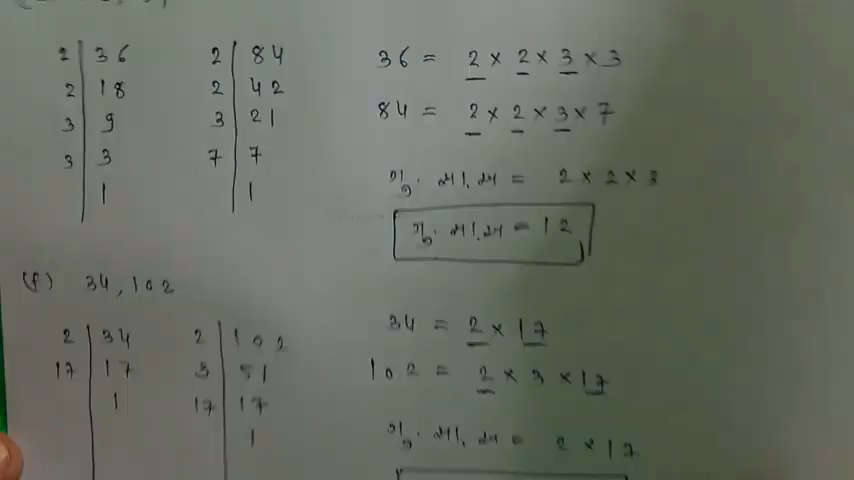 2 | 36
2 | 18
3 | 9
3 | 3
1
2 | 84
2 | 42
3 | 21
7 | 7
1
36 = 2 × 2 × 3 × 3
84 = 2 × 2 × 3 × 7
ગુ. સા.અ = 2 × 2 × 3
ગુ. સા.અ = 12
(f) 34, 102
2 | 34
17 | 17
1
2 | 102
3 | 51
17 | 17
1
34 = 2 × 17
102 = 2 × 3 × 17
ગુ. સા.અ = 2 × 17